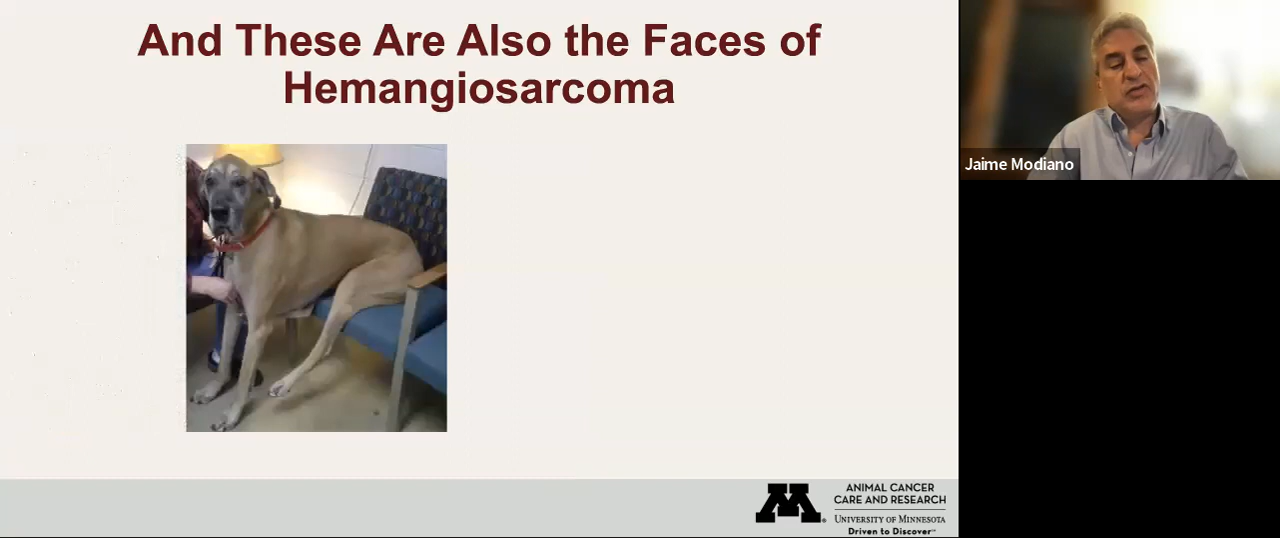 And These Are Also the Faces of
Hemangiosarcoma
Jaime Modiano
M
ANIMAL CANCER
CARE AND RESEARCH
UNIVERSITY OF MINNESOTA
Driven to Discover℠